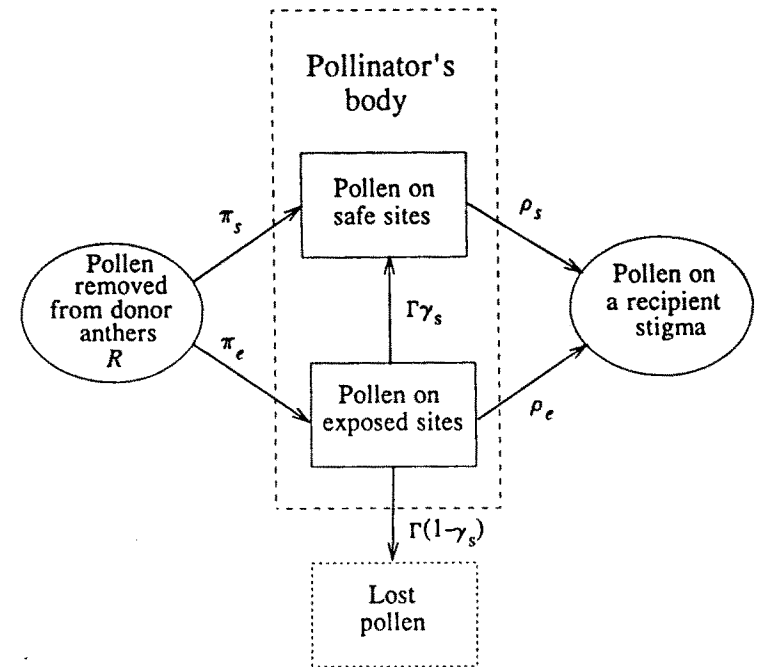 Pollinator's
body
Pollen on
safe sites
π_s
ρ_s
Pollen
removed
from donor
anthers
R
Pollen on
a recipient
stigma
Γγ_s
π_e
Pollen on
exposed sites
ρ_e
Γ(1-γ_s)
Lost
pollen